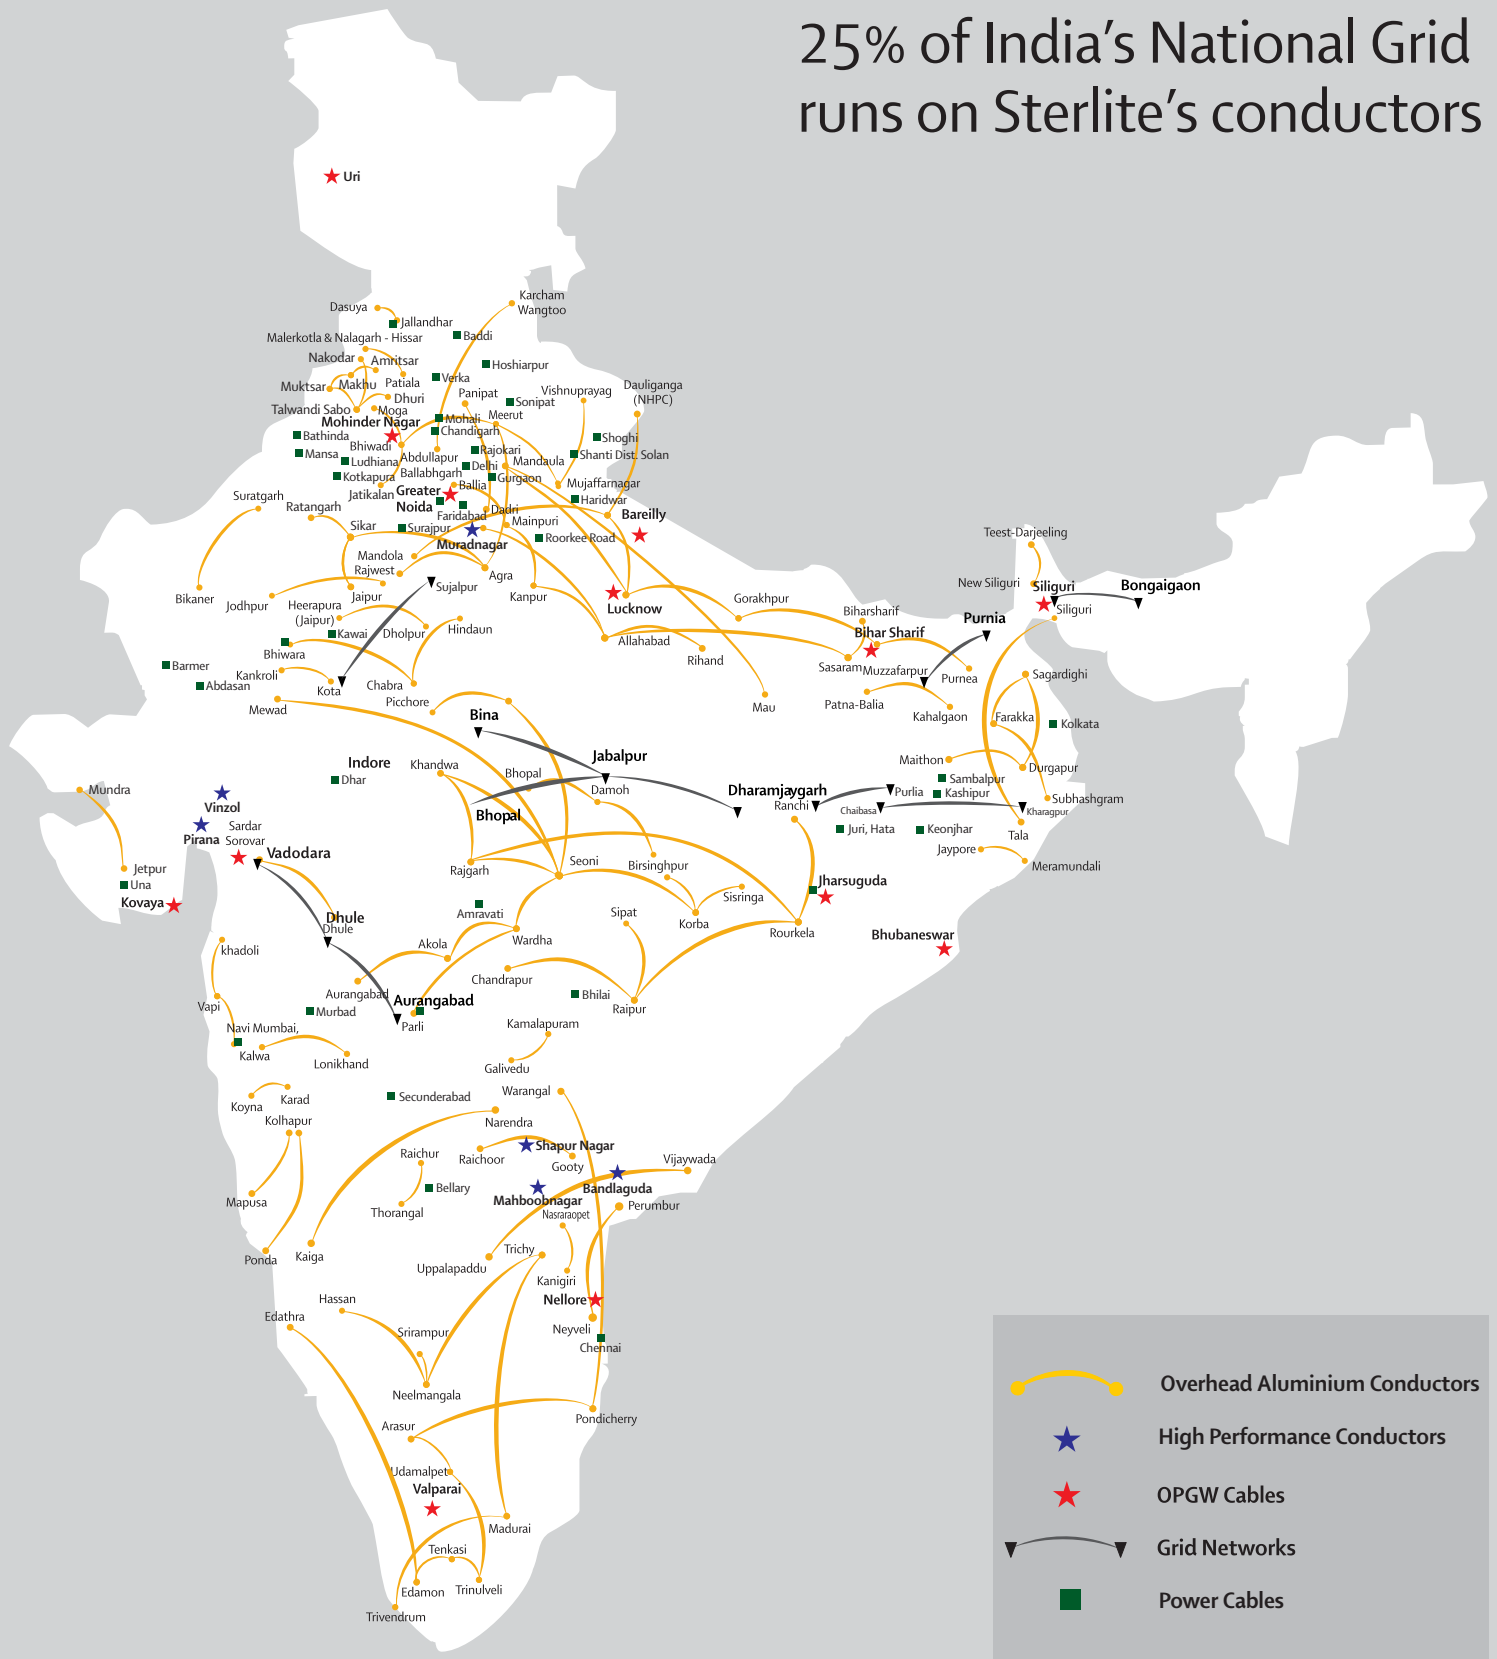 25% of India's National Grid
runs on Sterlite's conductors
Uri
Karcham
Wangtoo
Dasuya
Jallandhar
Baddi
Malerkotla & Nalagarh - Hissar
Nakodar
Amritsar
Hoshiarpur
Verka
Muktsar
Makhu
Patiala
Panipat
Vishnuprayag
Dauliganga
(NHPC)
Dhuri
Sonipat
Talwandi Sabo
Moga
Mohali
Meerut
Mohinder Nagar
Chandigarh
Bathinda
Bhiwadi
Shoghi
Mansa
Ludhiana
Abdullapur
Rajokari
Mandaula
Shanti Dist. Solan
Kotkapura
Ballabhgarh
Delhi
Gurgaon
Jatikalan
Greater
Noida
Ballia
Mujaffarnagar
Suratgarh
Ratangarh
Haridwar
Faridabad
Dadri
Bareilly
Sikar
Surajpur
Mainpuri
Muradnagar
Roorkee Road
Teest-Darjeeling
Mandola
Rajwest
Agra
Bikaner
Jodhpur
Jaipur
Sujalpur
Kanpur
New Siliguri
Siliguri
Bongaigaon
Heerapura
(Jaipur)
Lucknow
Gorakhpur
Biharsharif
Siliguri
Purnia
Kawai
Dholpur
Hindaun
Allahabad
Bihar Sharif
Bhiwara
Rihand
Barmer
Kankroli
Sasaram
Muzzafarpur
Purnea
Sagardighi
Abdasan
Kota
Chabra
Mewad
Picchore
Mau
Patna-Balia
Kahalgaon
Farakka
Kolkata
Bina
Jabalpur
Indore
Khandwa
Bhopal
Maithon
Durgapur
Dhar
Damoh
Dharamjaygarh
Sambalpur
Mundra
Vinzol
Purlia
Kashipur
Subhashgram
Bhopal
Ranchi
Chaibasa
Kharagpur
Pirana
Sardar
Sorovar
Juri, Hata
Keonjhar
Tala
Vadodara
Jaypore
Meramundali
Jetpur
Rajgarh
Seoni
Birsinghpur
Una
Jharsuguda
Kovaya
Amravati
Sisringa
Dhule
Dhule
Sipat
Korba
Rourkela
Bhubaneswar
khadoli
Akola
Wardha
Chandrapur
Aurangabad
Aurangabad
Bhilai
Vapi
Murbad
Parli
Raipur
Navi Mumbai,
Kalwa
Kamalapuram
Lonikhand
Galivedu
Koyna
Karad
Secunderabad
Warangal
Kolhapur
Narendra
Raichur
Raichoor
Shapur Nagar
Gooty
Vijaywada
Mapusa
Bellary
Mahboobnagar
Bandlaguda
Thorangal
Nasraraopet
Perumbur
Ponda
Kaiga
Trichy
Uppalapaddu
Kanigiri
Hassan
Nellore
Edathra
Srirampur
Neyveli
Chennai
Neelmangala
Arasur
Pondicherry
Udamalpet
Valparai
Madurai
Tenkasi
Edamon
Trinulveli
Trivendrum
Overhead Aluminium Conductors
High Performance Conductors
OPGW Cables
Grid Networks
Power Cables